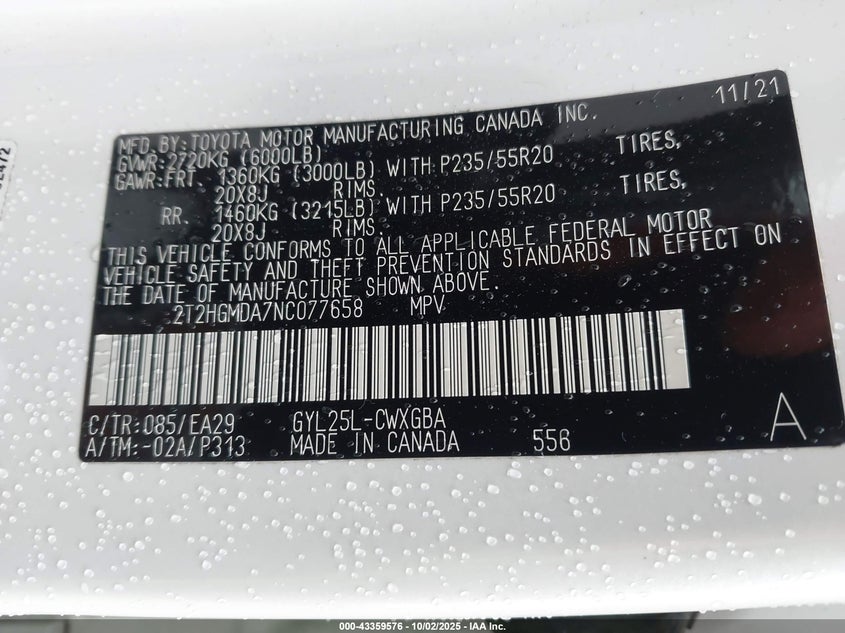 11/21
MFD.BY:TOYOTA MOTOR MANUFACTURING CANADA INC.
GVWR:2720KG (6000LB)
GAWR:FRT. 1360KG (3000LB) WITH P235/55R20 TIRES,
20X8J RIMS.
RR. 1460KG (3215LB) WITH P235/55R20 TIRES,
20X8J RIMS.
THIS VEHICLE CONFORMS TO ALL APPLICABLE FEDERAL MOTOR
VEHICLE SAFETY AND THEFT PREVENTION STANDARDS IN EFFECT ON
THE DATE OF MANUFACTURE SHOWN ABOVE.
2T2HGMDA7NC077658 MPV
C/TR:085/EA29 GYL25L-CWXGBA
A/TM:-02A/P313 MADE IN CANADA 556
A
000-43359576 - 10/02/2025 - IAA Inc.